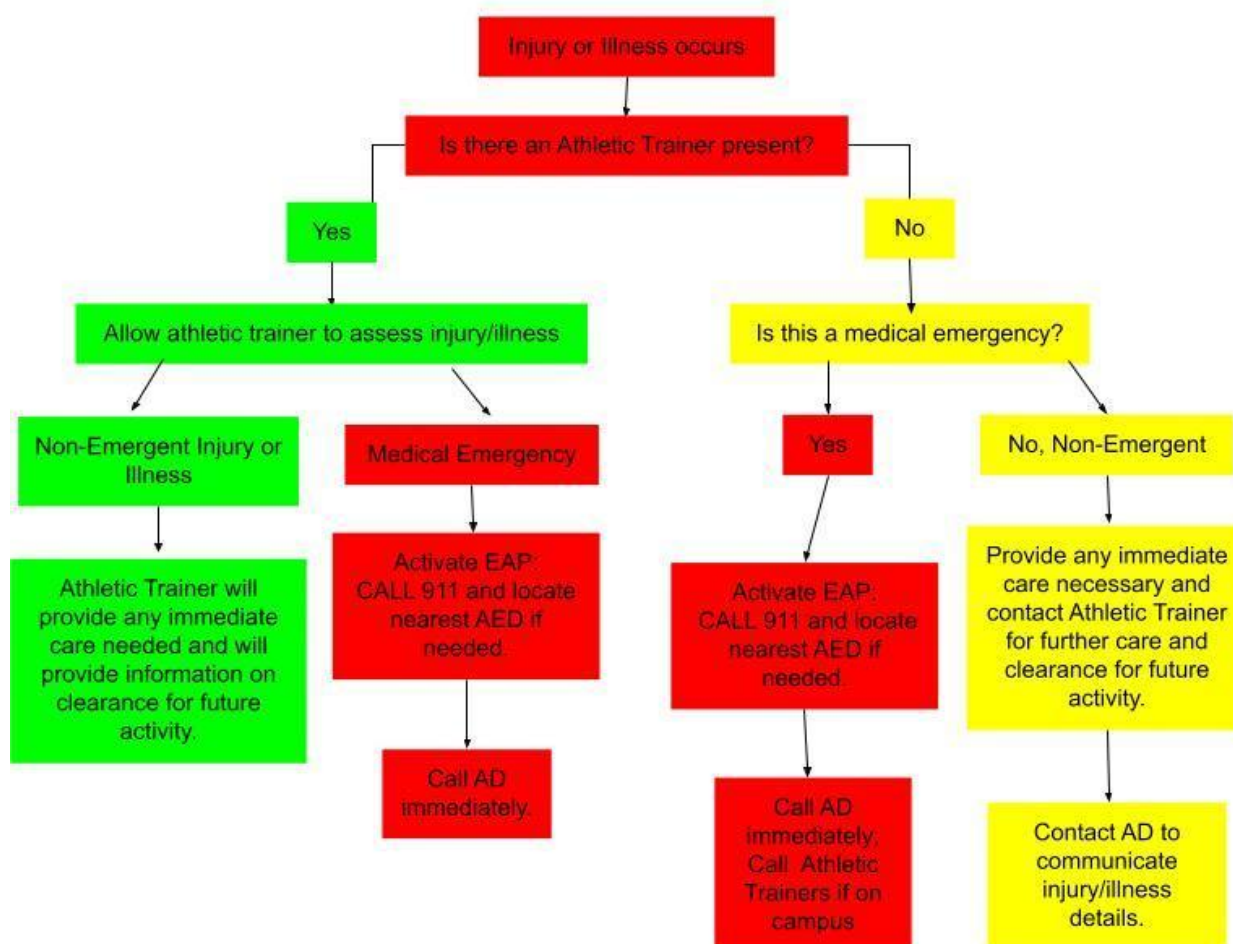 Injury or Illness occurs
Is there an Athletic Trainer present?
Yes
No
Allow athletic trainer to assess injury/illness
Is this a medical emergency?
Non-Emergent Injury or
Illness
Medical Emergency
Yes
No, Non-Emergent
Athletic Trainer will
provide any immediate
care needed and will
provide information on
clearance for future
activity.
Activate EAP:
CALL 911 and locate
nearest AED if
needed.
Activate EAP:
CALL 911 and locate
nearest AED if
needed.
Provide any immediate
care necessary and
contact Athletic Trainer
for further care and
clearance for future
activity.
Call AD
immediately.
Call AD
immediately;
Call Athletic
Trainers if on
campus
Contact AD to
communicate
injury/illness
details.